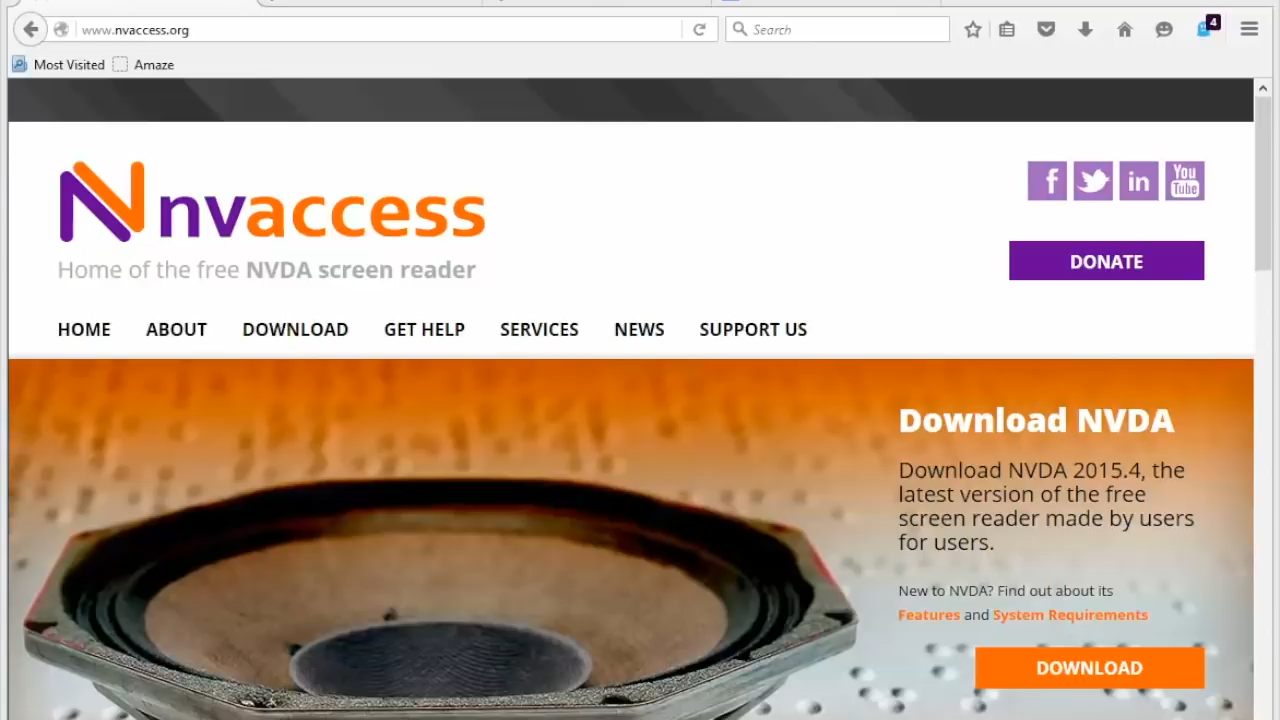 www.nvaccess.org
Search
4
Most Visited
Amaze
nvaccess
f
in
You
Tube
Home of the free NVDA screen reader
DONATE
HOME
ABOUT
DOWNLOAD
GET HELP
SERVICES
NEWS
SUPPORT US
Download NVDA
Download NVDA 2015.4, the
latest version of the free
screen reader made by users
for users.
New to NVDA? Find out about its
Features and System Requirements
DOWNLOAD